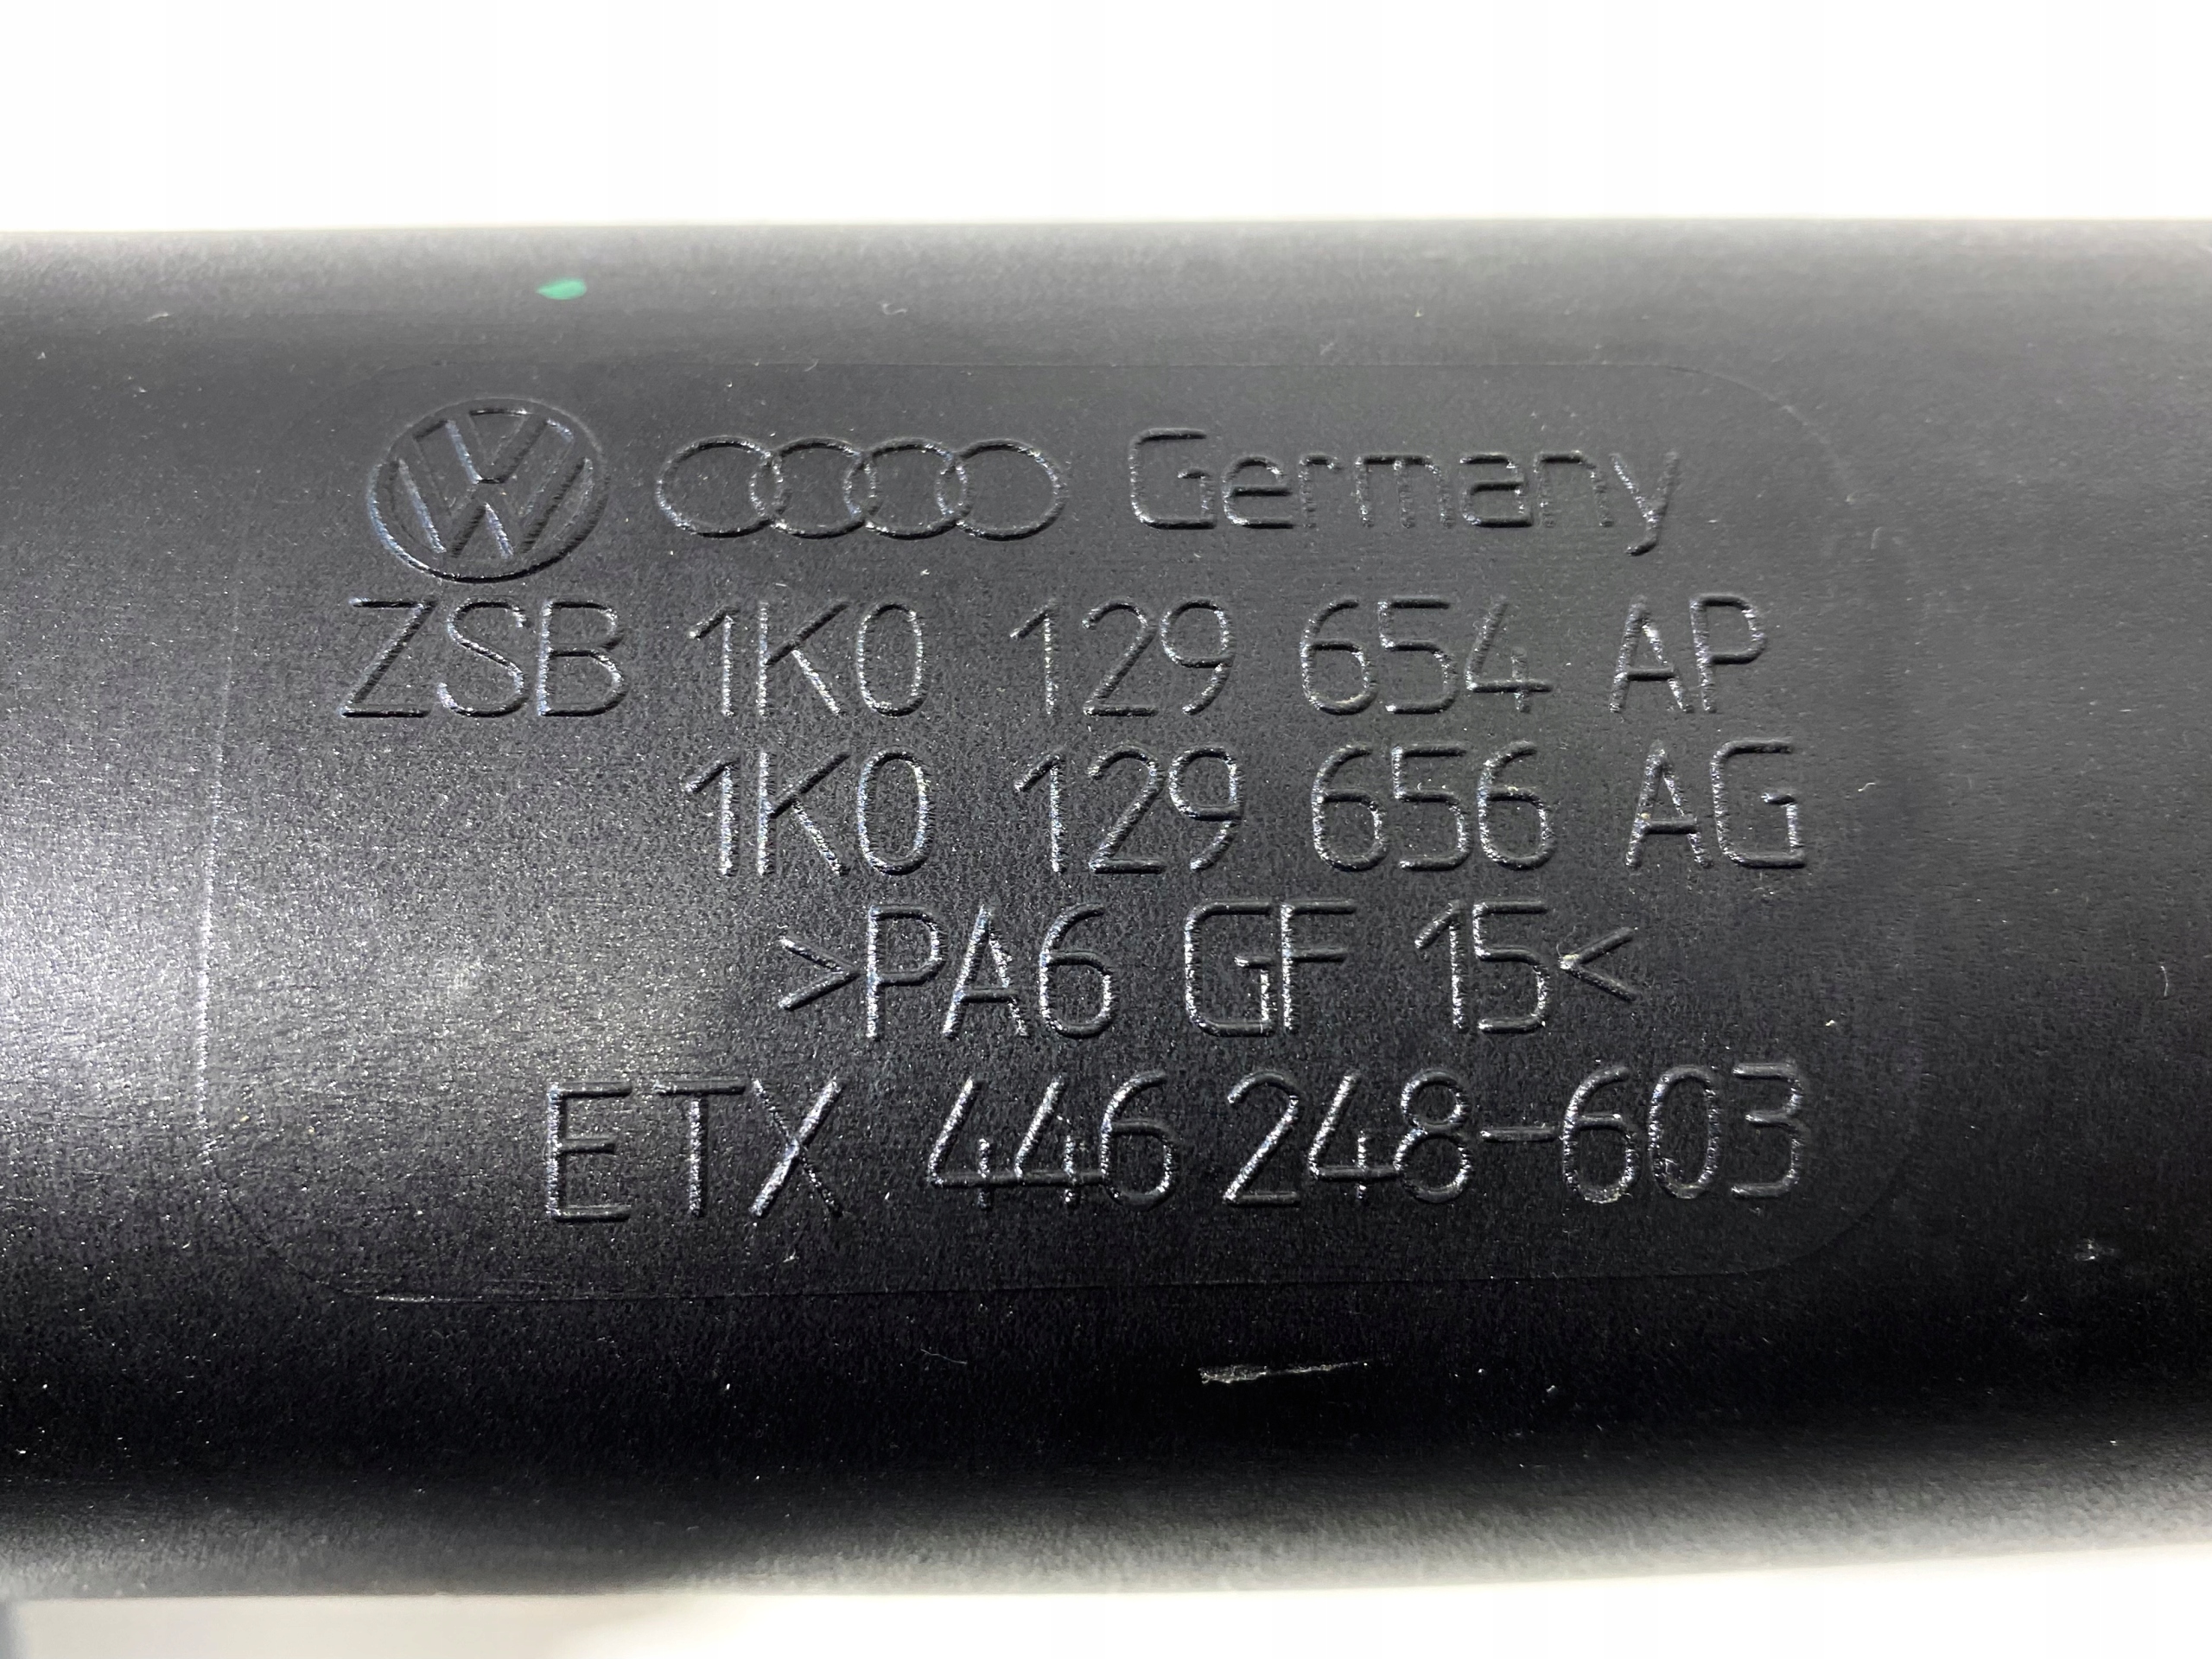 Germany
ZSB 1K0 129 654 AP
1K0 129 656 AG
>PA6 GF 15<
ETX 446 248-603